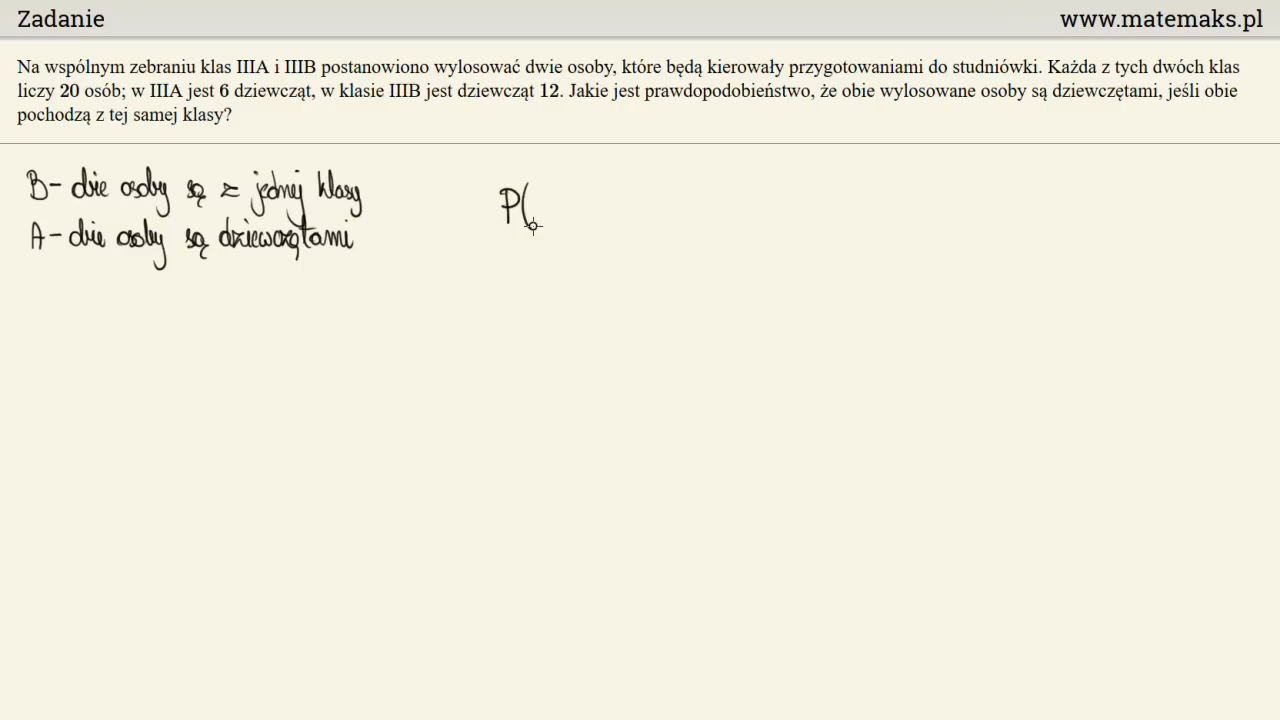 Zadanie
www.matemaks.pl
Na wspólnym zebraniu klas IIIA i IIIB postanowiono wylosować dwie osoby, które będą kierowały przygotowaniami do studniówki. Każda z tych dwóch klas
liczy 20 osób; w IIIA jest 6 dziewcząt, w klasie IIIB jest dziewcząt 12. Jakie jest prawdopodobieństwo, że obie wylosowane osoby są dziewczętami, jeśli obie
pochodzą z tej samej klasy?
B- dwie osoby są z jednej klasy
P(
A- dwie osoby są dziewczętami